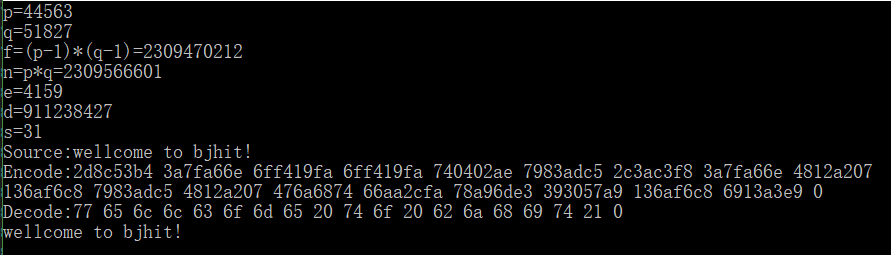 p=44563
q=51827
f=(p-1)*(q-1)=2309470212
n=p*q=2309566601
e=4159
d=911238427
s=31
Source:wellcome to bjhit!
Encode:2d8c53b4 3a7fa66e 6ff419fa 6ff419fa 740402ae 7983adc5 2c3ac3f8 3a7fa66e 4812a207
136af6c8 7983adc5 4812a207 476a6874 66aa2cfa 78a96de3 393057a9 136af6c8 6913a3e9 0
Decode:77 65 6c 6c 63 6f 6d 65 20 74 6f 20 62 6a 68 69 74 21 0
wellcome to bjhit!